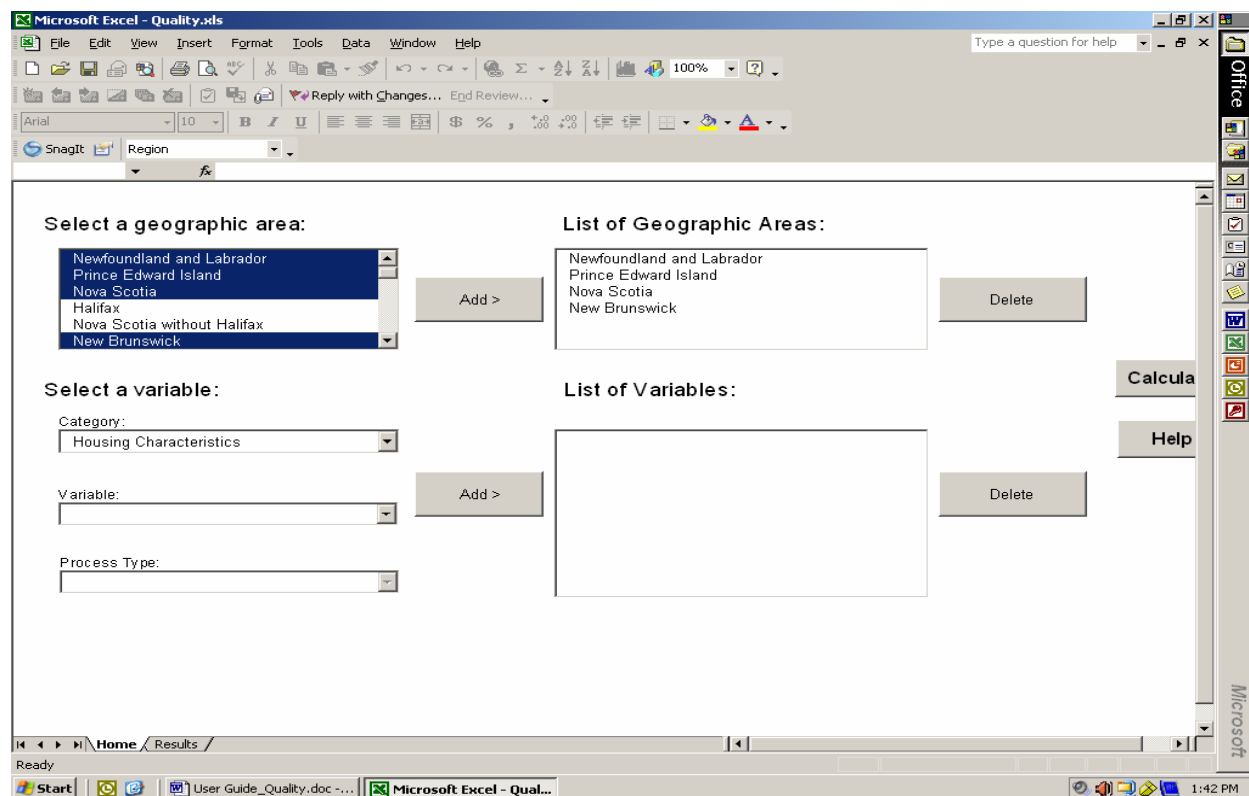 Microsoft Excel - Quality.xls
File Edit View Insert Format Tools Data Window Help
Type a question for help
100%
Reply with Changes... End Review...
Arial 10 B I U $ % ,
SnagIt Region
fx
Office
Select a geographic area:
List of Geographic Areas:
Newfoundland and Labrador
Prince Edward Island
Nova Scotia
Halifax
Nova Scotia without Halifax
New Brunswick
Add >
Newfoundland and Labrador
Prince Edward Island
Nova Scotia
New Brunswick
Delete
Calcula
Help
Select a variable:
List of Variables:
Category:
Housing Characteristics
Variable:
Add >
Delete
Process Type:
Microsoft
Home Results
Ready
Start User Guide_Quality.doc -... Microsoft Excel - Qual... 1:42 PM